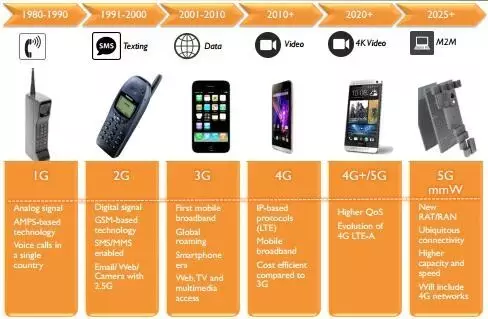 1980-1990
1991-2000
2001-2010
2010+
2020+
2025+
SMS
Texting
Data
Video
4K Video
M2M
1G
Analog signal
AMPS-based
technology
Voice calls in
a single
country
2G
Digital signal
GSM-based
technology
SMS/MMS
enabled
Email/ Web/
Camera with
2.5G
3G
First mobile
broadband
Global
roaming
Smartphone
ers
Web, TV and
multimedia
access
4G
IP-based
protocols
(LTE)
Mobile
broadband
Cost efficient
compared to
3G
4G+/5G
Higher QoS
Evolution of
4G LTE-A
5G
mmW
New
RAT/RAN
Ubiquitous
connectivity
Higher
capacity and
speed
Will include
4G networks